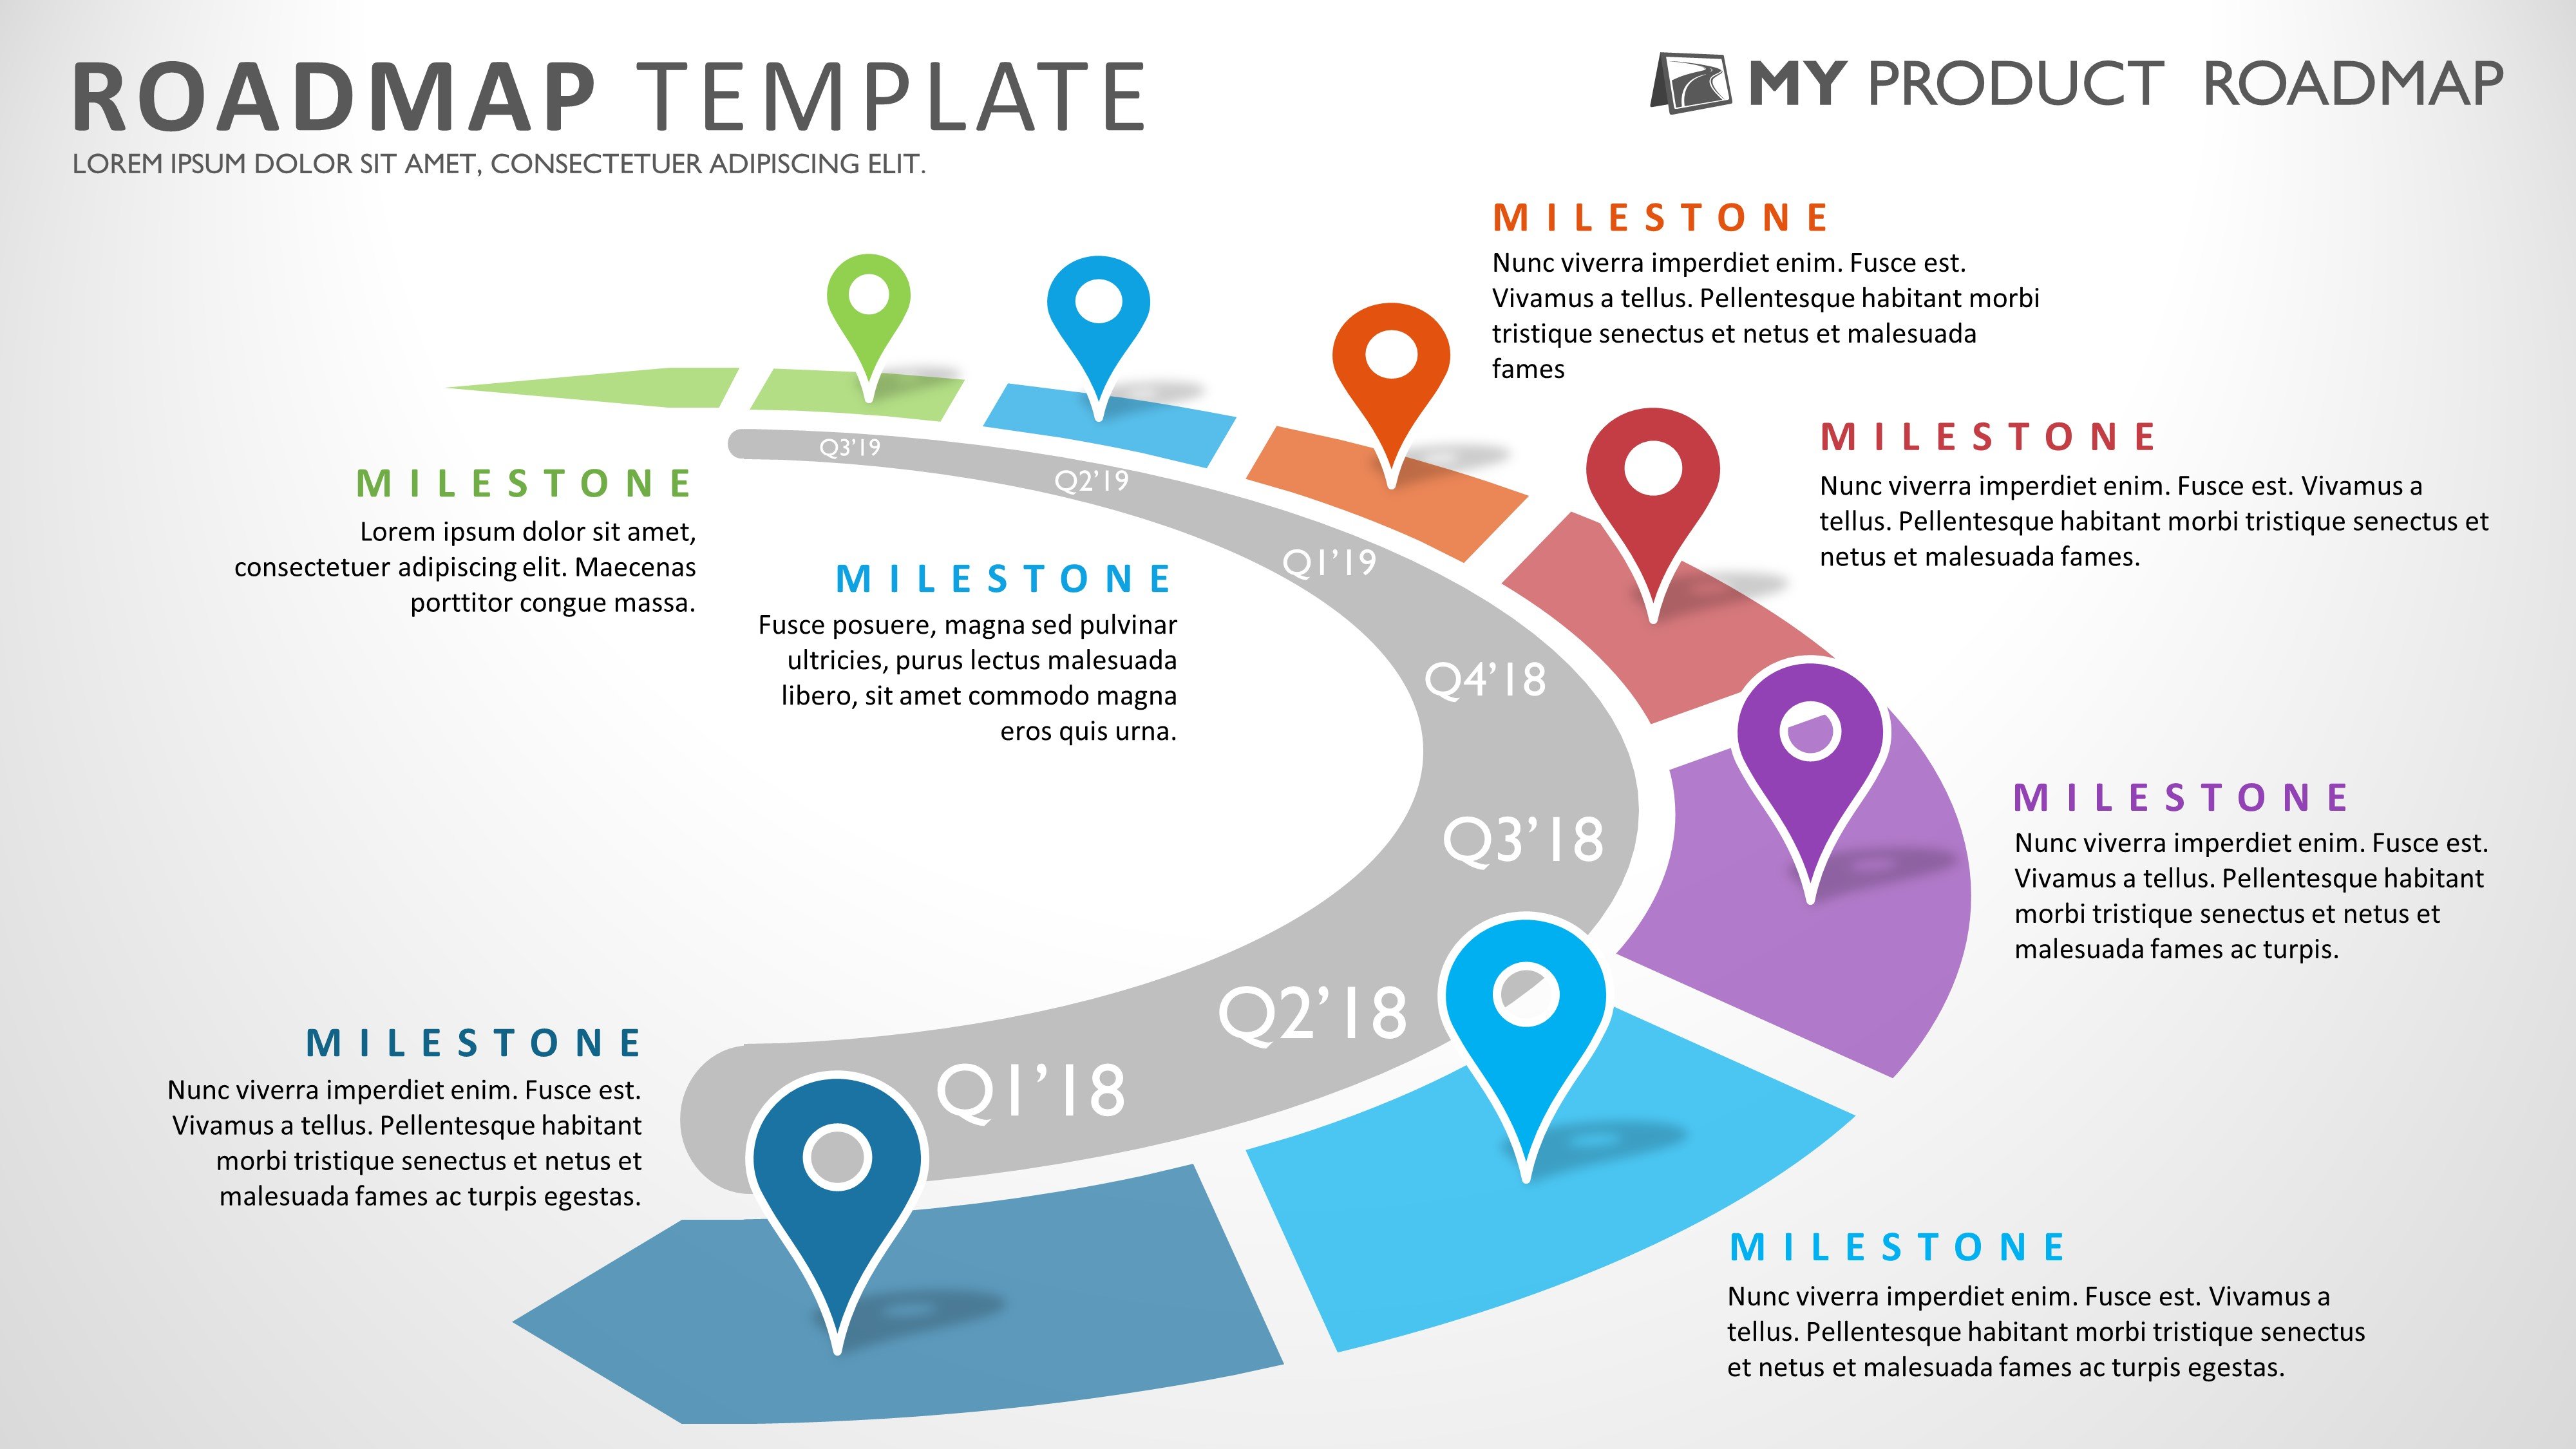 ROADMAP TEMPLATE
LOREM IPSUM DOLOR SIT AMET, CONSECTETUER ADIPISCING ELIT.
MY PRODUCT ROADMAP
MILESTONE
Nunc viverra imperdiet enim. Fusce est.
Vivamus a tellus. Pellentesque habitant morbi
tristique senectus et netus et malesuada
fames
MILESTONE
Nunc viverra imperdiet enim. Fusce est. Vivamus a
tellus. Pellentesque habitant morbi tristique senectus et
netus et malesuada fames.
Q3’19
Q2’19
Q1’19
Q4’18
Q3’18
Q2’18
Q1’18
MILESTONE
Lorem ipsum dolor sit amet,
consectetuer adipiscing elit. Maecenas
porttitor congue massa.
MILESTONE
Fusce posuere, magna sed pulvinar
ultricies, purus lectus malesuada
libero, sit amet commodo magna
eros quis urna.
MILESTONE
Nunc viverra imperdiet enim. Fusce est.
Vivamus a tellus. Pellentesque habitant
morbi tristique senectus et netus et
malesuada fames ac turpis.
MILESTONE
Nunc viverra imperdiet enim. Fusce est.
Vivamus a tellus. Pellentesque habitant
morbi tristique senectus et netus et
malesuada fames ac turpis egestas.
MILESTONE
Nunc viverra imperdiet enim. Fusce est. Vivamus a
tellus. Pellentesque habitant morbi tristique senectus
et netus et malesuada fames ac turpis egestas.